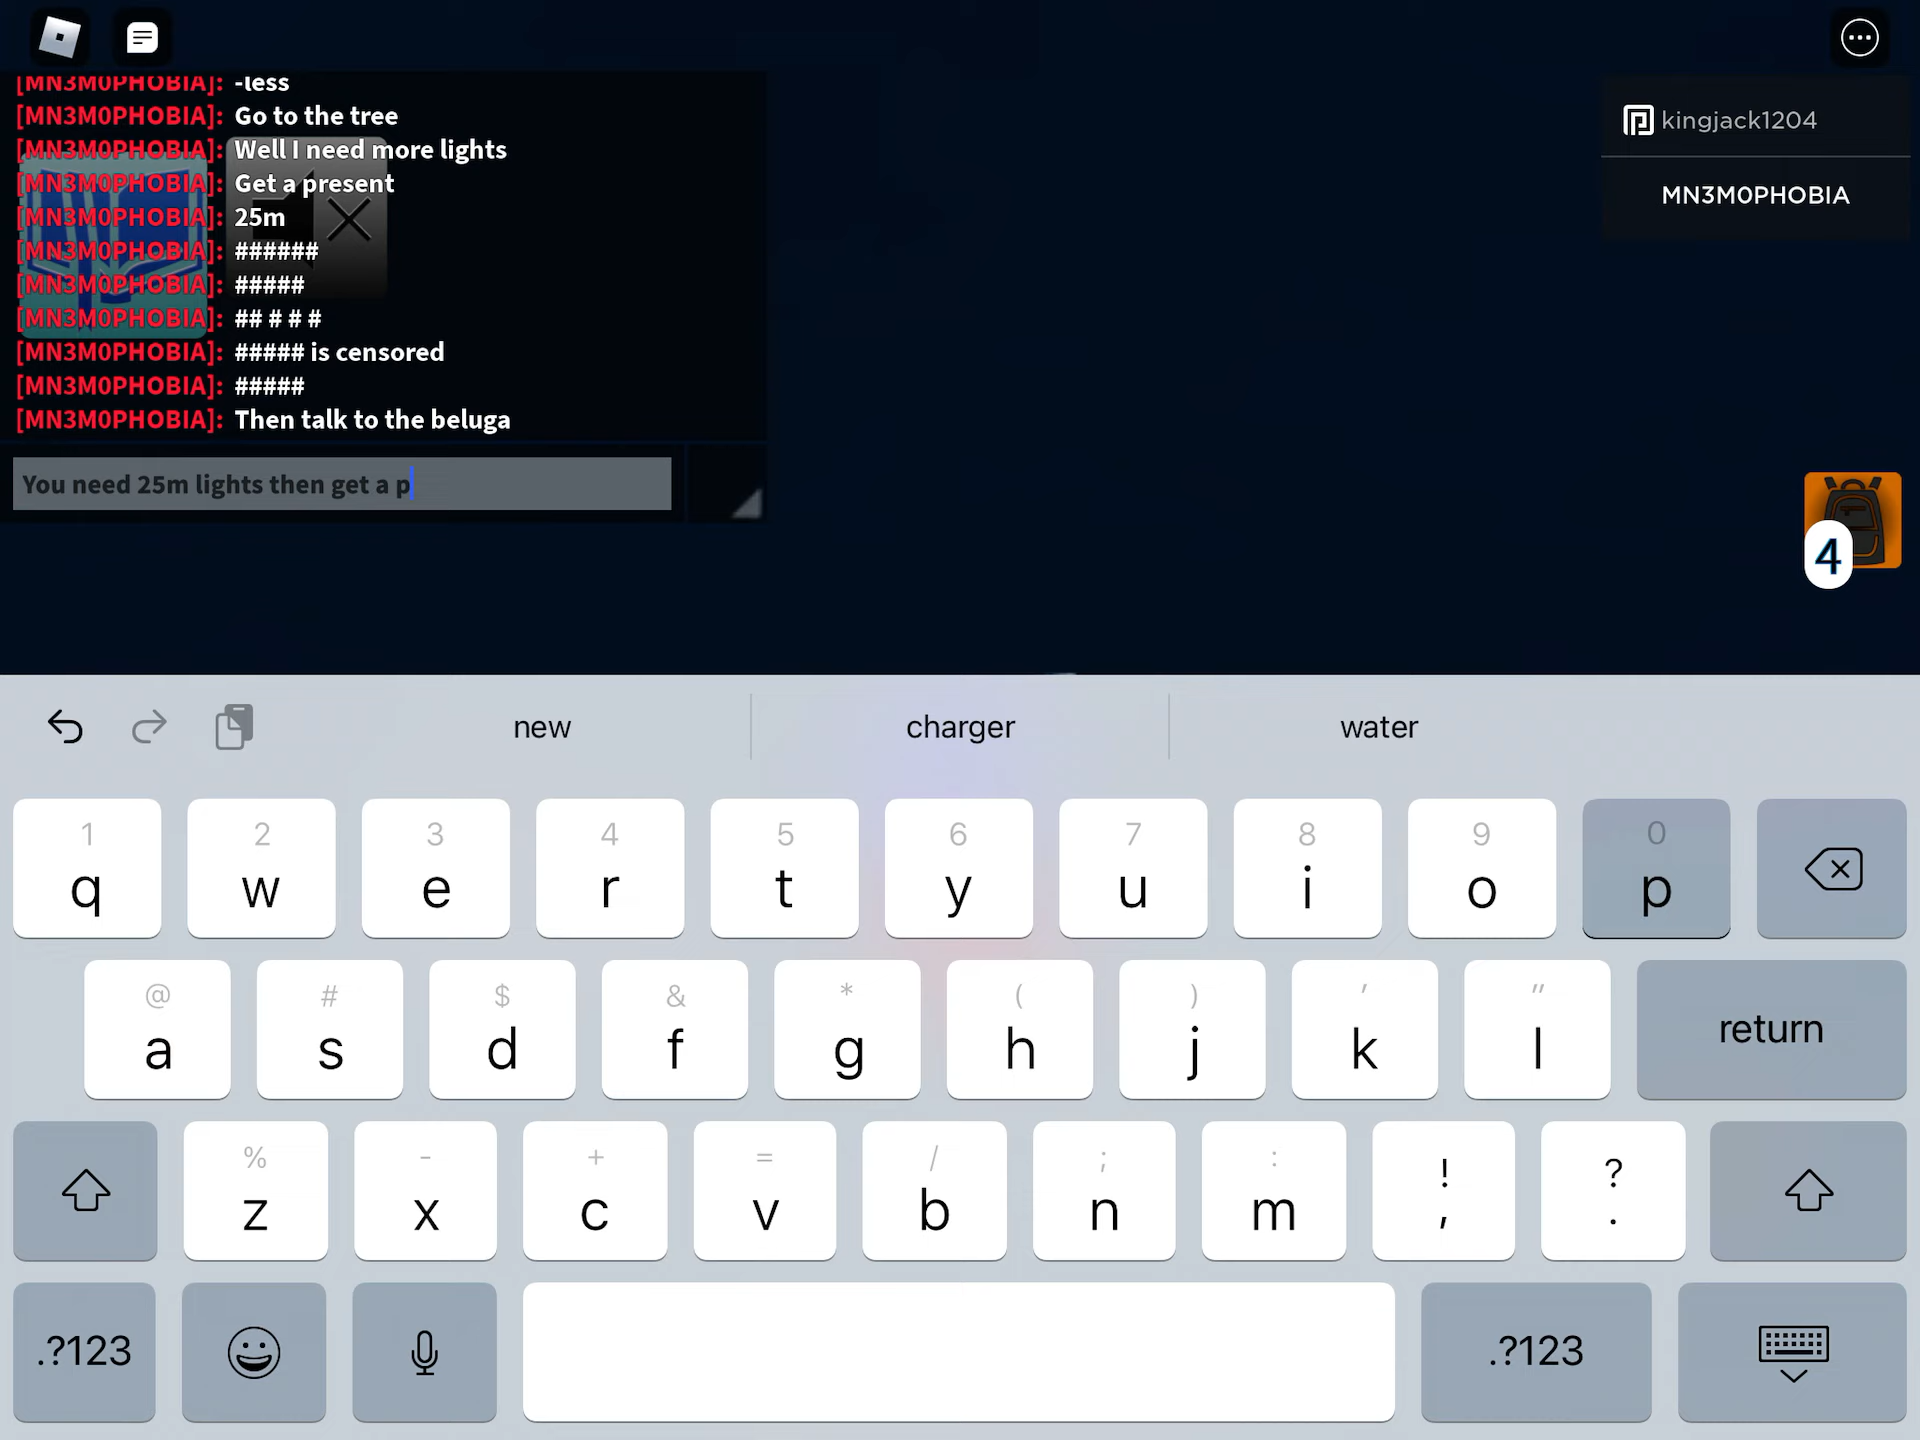 [MN3M0PHOBIA]: -less
[MN3M0PHOBIA]: Go to the tree
[MN3M0PHOBIA]: Well I need more lights
[MN3M0PHOBIA]: Get a present
[MN3M0PHOBIA]: 25m
[MN3M0PHOBIA]: ######
[MN3M0PHOBIA]: #####
[MN3M0PHOBIA]: ## # # #
[MN3M0PHOBIA]: ##### is censored
[MN3M0PHOBIA]: #####
[MN3M0PHOBIA]: Then talk to the beluga
You need 25m lights then get a p
kingjack1204
MN3M0PHOBIA
4
new charger water
1 2 3 4 5 6 7 8 9 0
q w e r t y u i o p
@ # $ & * ( ) ' "
a s d f g h j k l return
% - + = / ; : ! ?
z x c v b n m , .
.?123 .?123